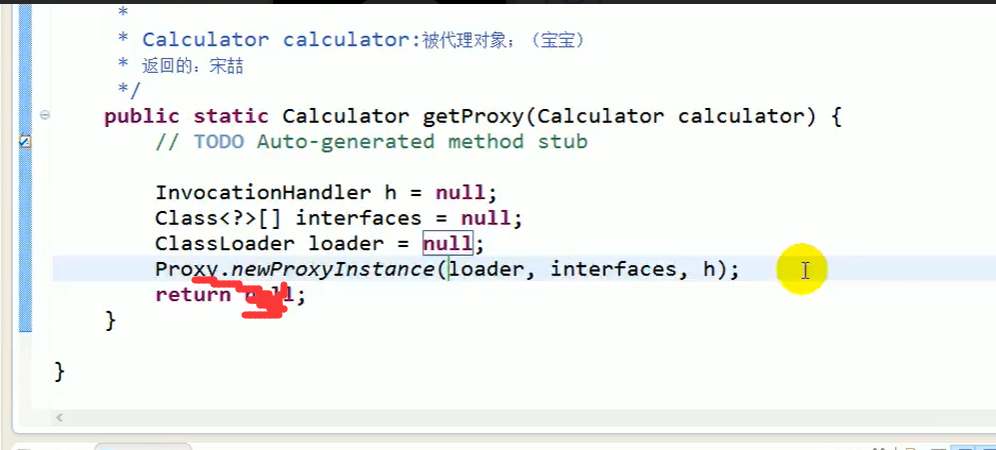 *
* Calculator calculator:被代理对象；（宝宝）
* 返回的：宋喆
*/
public static Calculator getProxy(Calculator calculator) {
// TODO Auto-generated method stub
InvocationHandler h = null;
Class<?>[] interfaces = null;
ClassLoader loader = null;
Proxy.newProxyInstance(loader, interfaces, h);
return null;
}
}